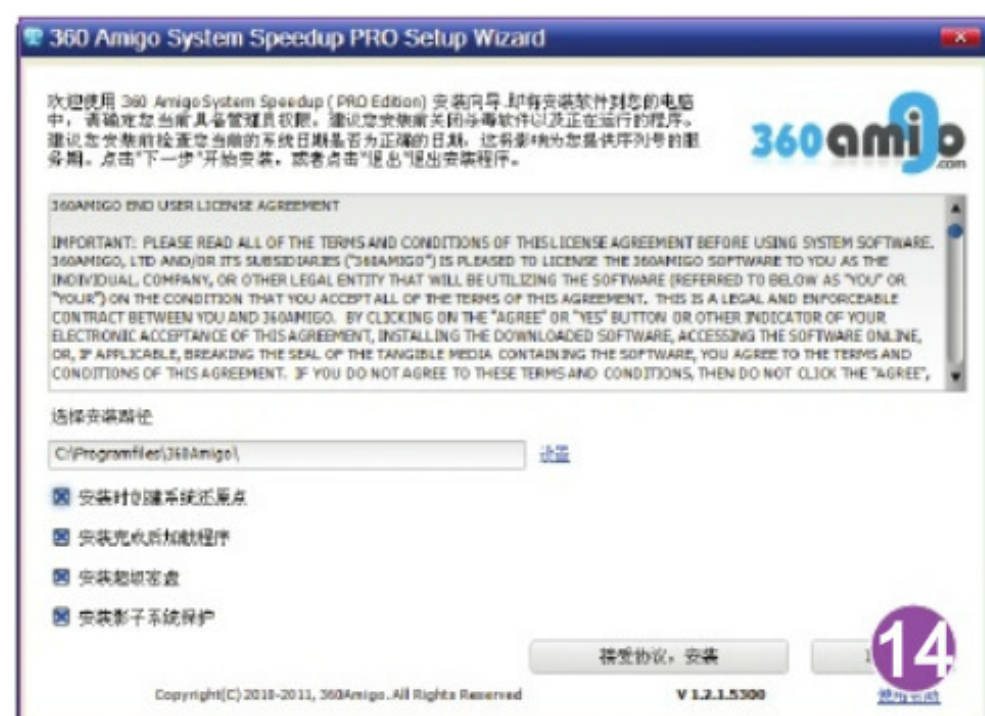 360 Amigo System Speedup PRO Setup Wizard
欢迎使用 360 Amigo System Speedup ( PRO Edition) 安装向导.即将安装软件到您的电脑
中，请确定您当前具备管理员权限。建议您安装前关闭杀毒软件以及正在运行的程序。
建议您安装前检查您当前的系统日期是否为正确的日期，这将影响为您提供序列号的服
务期。点击"下一步"开始安装，或者点击"退出"退出安装程序。
360amigo
.com
360AMIGO END USER LICENSE AGREEMENT
IMPORTANT: PLEASE READ ALL OF THE TERMS AND CONDITIONS OF THIS LICENSE AGREEMENT BEFORE USING SYSTEM SOFTWARE.
360AMIGO, LTD AND/OR ITS SUBSIDIARIES ("360AMIGO") IS PLEASED TO LICENSE THE 360AMIGO SOFTWARE TO YOU AS THE
INDIVIDUAL, COMPANY, OR OTHER LEGAL ENTITY THAT WILL BE UTILIZING THE SOFTWARE (REFERRED TO BELOW AS "YOU" OR
"YOUR") ON THE CONDITION THAT YOU ACCEPT ALL OF THE TERMS OF THIS AGREEMENT. THIS IS A LEGAL AND ENFORCEABLE
CONTRACT BETWEEN YOU AND 360AMIGO. BY CLICKING ON THE "AGREE" OR "YES" BUTTON OR OTHER INDICATOR OF YOUR
ELECTRONIC ACCEPTANCE OF THIS AGREEMENT, INSTALLING THE DOWNLOADED SOFTWARE, ACCESSING THE SOFTWARE ONLINE,
OR, IF APPLICABLE, BREAKING THE SEAL OF THE TANGIBLE MEDIA CONTAINING THE SOFTWARE, YOU AGREE TO THE TERMS AND
CONDITIONS OF THIS AGREEMENT. IF YOU DO NOT AGREE TO THESE TERMS AND CONDITIONS, THEN DO NOT CLICK THE "AGREE",
选择安装路径
C:\Programfiles\360Amigo\ 设置
安装时创建系统还原点
安装完成后加载程序
安装超级密盘
安装影子系统保护
接受协议，安装
14
Copyright(C) 2010-2011, 360Amigo. All Rights Reserved V 1.2.1.5300